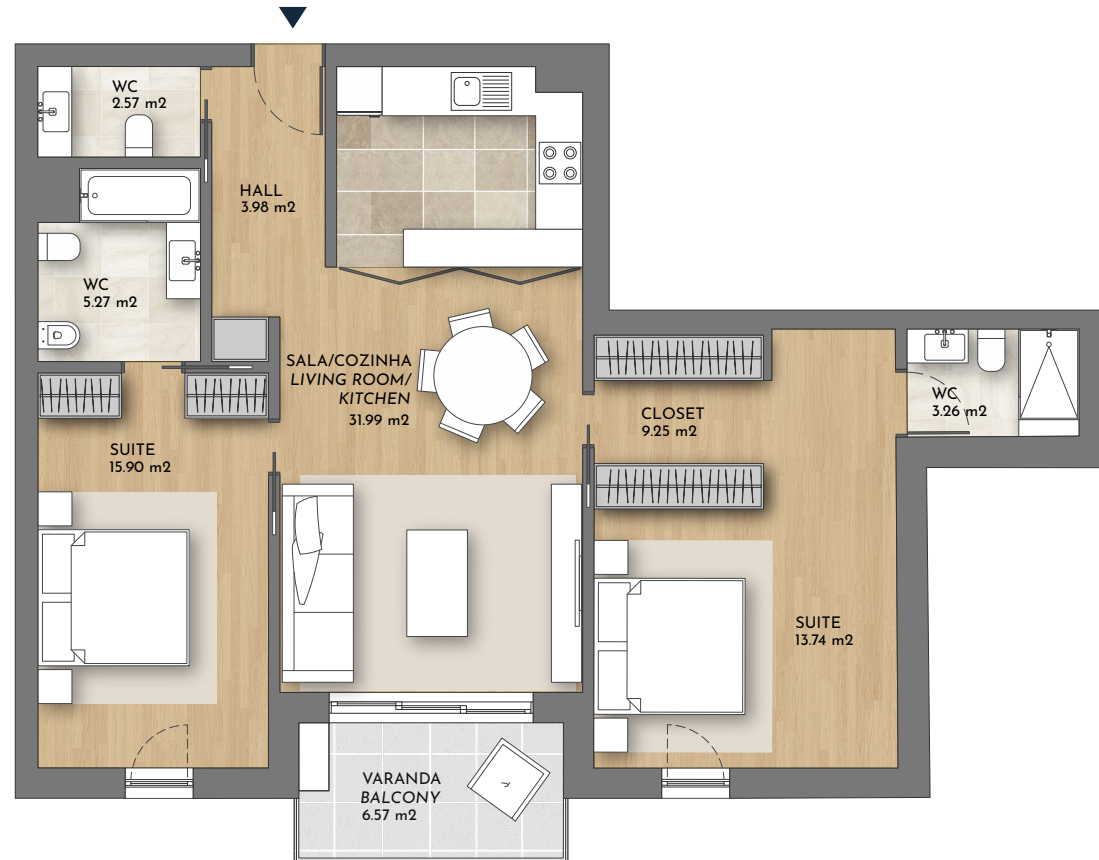 WC
2.57 m2
HALL
3.98 m2
WC
5.27 m2
SALA/COZINHA
LIVING ROOM/
KITCHEN
31.99 m2
CLOSET
9.25 m2
WC
3.26 m2
SUITE
15.90 m2
SUITE
13.74 m2
VARANDA
BALCONY
6.57 m2